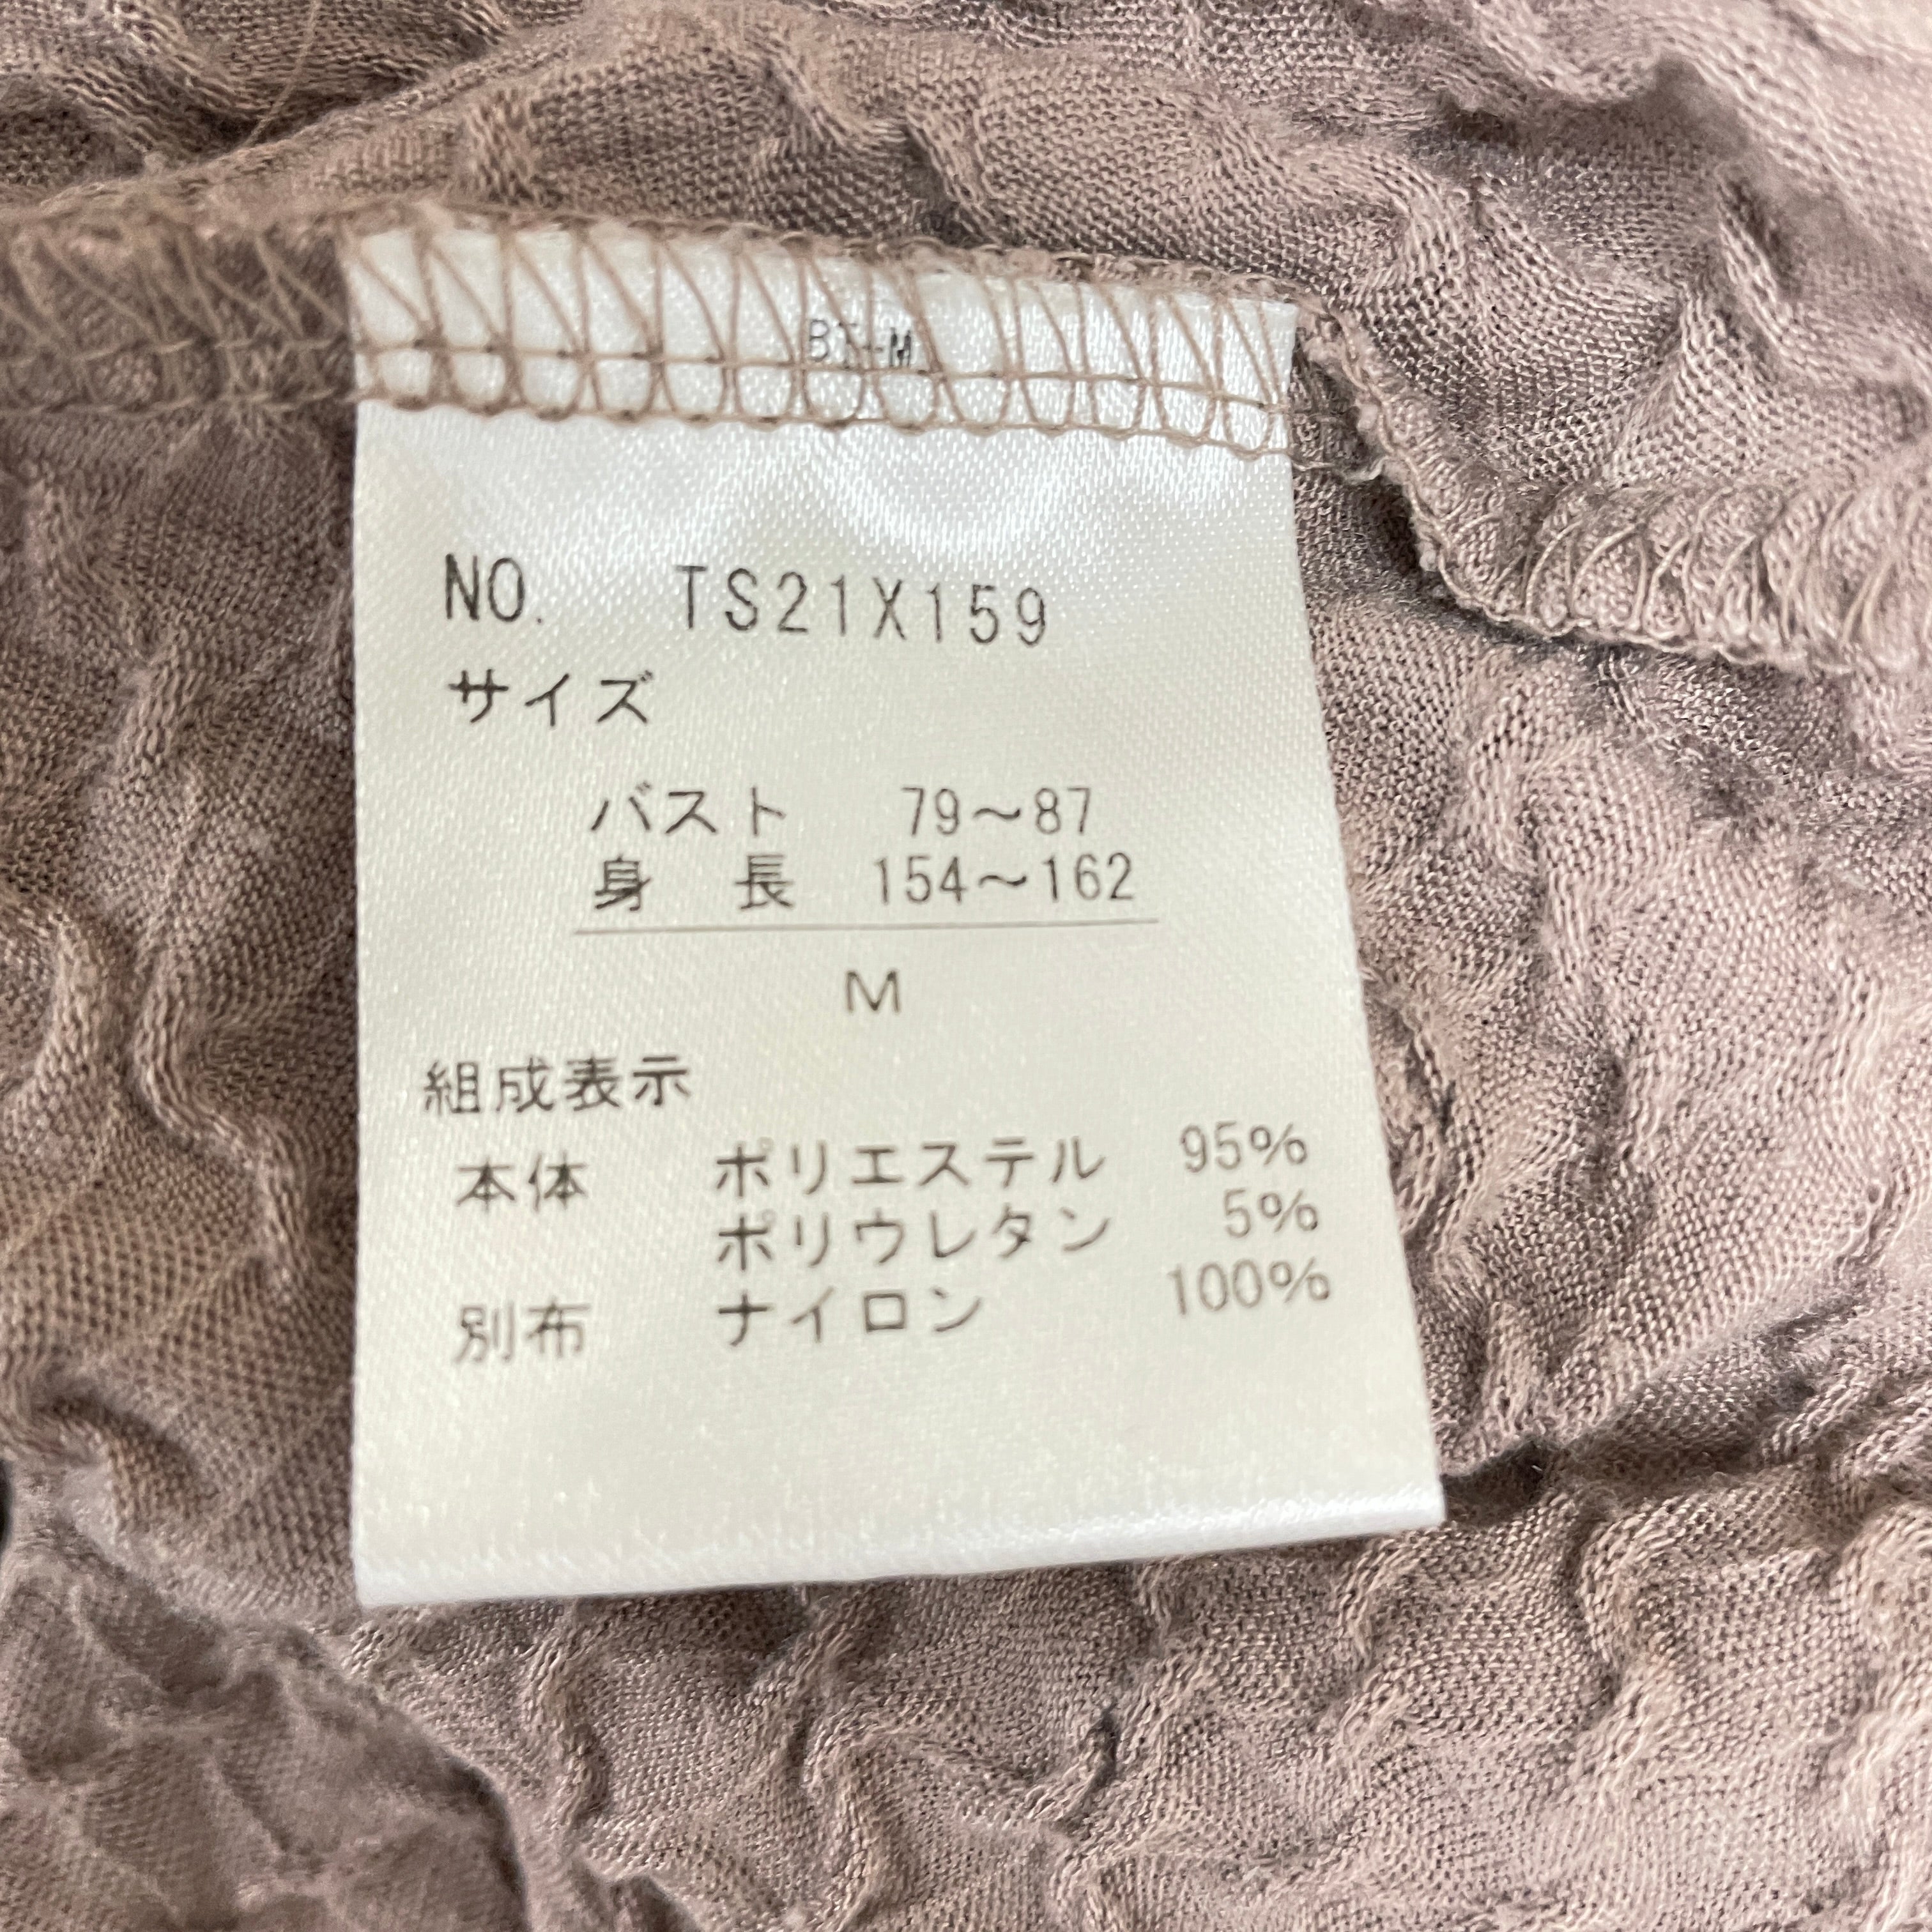 BT-M
NO. TS21X159
サイズ
バスト 79～87
身 長 154～162
M
組成表示
本体 ポリエステル 95%
ポリウレタン 5%
別布 ナイロン 100%